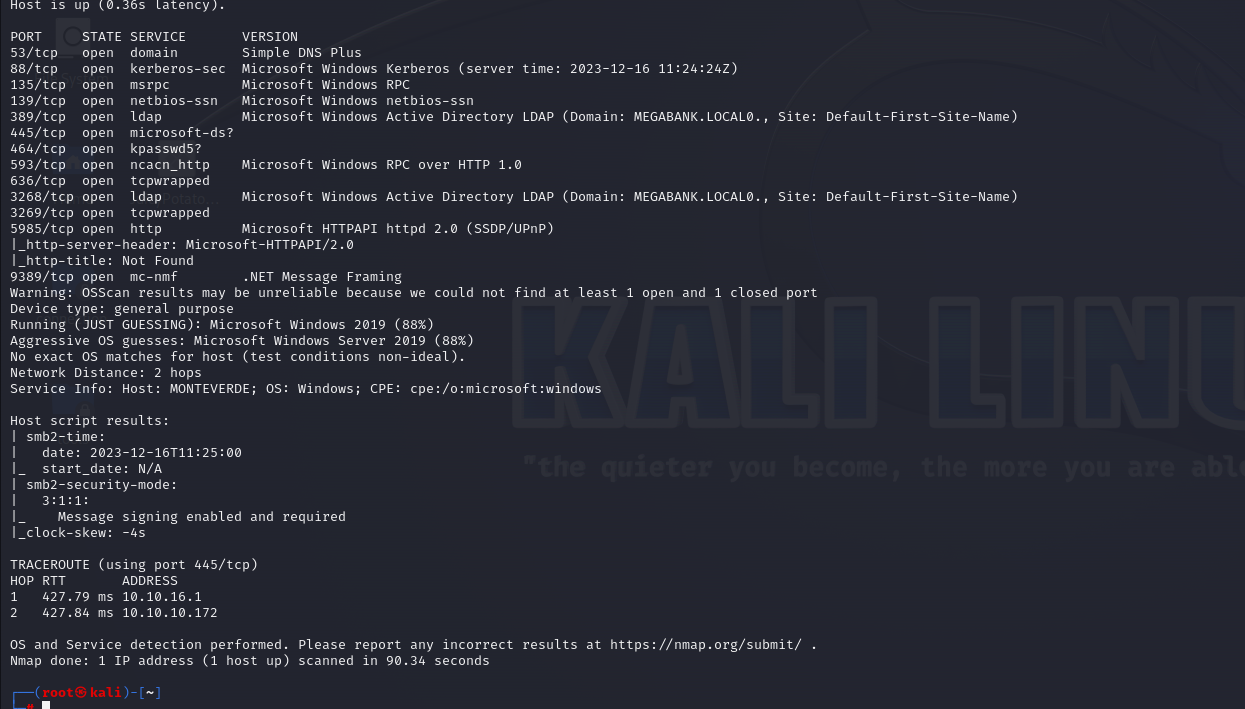 Host is up (0.36s latency).
PORT     STATE SERVICE       VERSION
53/tcp   open  domain        Simple DNS Plus
88/tcp   open  kerberos-sec  Microsoft Windows Kerberos (server time: 2023-12-16 11:24:24Z)
135/tcp  open  msrpc         Microsoft Windows RPC
139/tcp  open  netbios-ssn   Microsoft Windows netbios-ssn
389/tcp  open  ldap          Microsoft Windows Active Directory LDAP (Domain: MEGABANK.LOCAL0., Site: Default-First-Site-Name)
445/tcp  open  microsoft-ds?
464/tcp  open  kpasswd5?
593/tcp  open  ncacn_http    Microsoft Windows RPC over HTTP 1.0
636/tcp  open  tcpwrapped
3268/tcp open  ldap          Microsoft Windows Active Directory LDAP (Domain: MEGABANK.LOCAL0., Site: Default-First-Site-Name)
3269/tcp open  tcpwrapped
5985/tcp open  http          Microsoft HTTPAPI httpd 2.0 (SSDP/UPnP)
|_http-server-header: Microsoft-HTTPAPI/2.0
|_http-title: Not Found
9389/tcp open  mc-nmf        .NET Message Framing
Warning: OSScan results may be unreliable because we could not find at least 1 open and 1 closed port
Device type: general purpose
Running (JUST GUESSING): Microsoft Windows 2019 (88%)
Aggressive OS guesses: Microsoft Windows Server 2019 (88%)
No exact OS matches for host (test conditions non-ideal).
Network Distance: 2 hops
Service Info: Host: MONTEVERDE; OS: Windows; CPE: cpe:/o:microsoft:windows
Host script results:
| smb2-time:
|   date: 2023-12-16T11:25:00
|_  start_date: N/A
| smb2-security-mode:
|   3:1:1:
|_    Message signing enabled and required
|_clock-skew: -4s
TRACEROUTE (using port 445/tcp)
HOP RTT       ADDRESS
1   427.79 ms 10.10.16.1
2   427.84 ms 10.10.10.172
OS and Service detection performed. Please report any incorrect results at https://nmap.org/submit/ .
Nmap done: 1 IP address (1 host up) scanned in 90.34 seconds
┌──(root㉿kali)-[~]
└─#
KALI LINU
"the quieter you become, the more you are abl